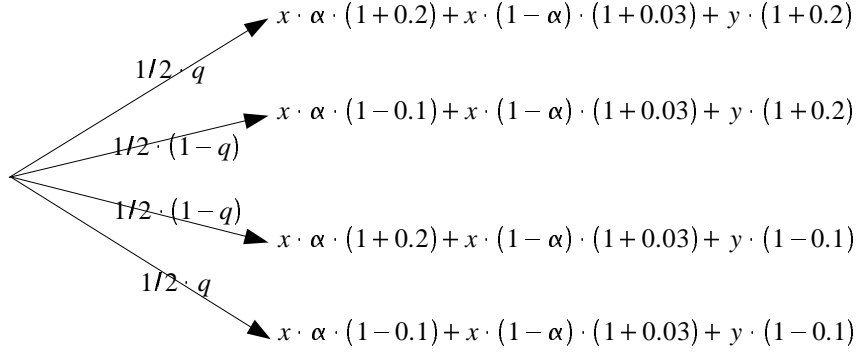 x · α · (1+0.2)+ x · (1−α) · (1+0.03)+ y · (1+0.2)
1/2 · q
x · α · (1−0.1)+ x · (1−α) · (1+0.03)+ y · (1+0.2)
1/2 · (1−q)
1/2 · (1−q)
x · α · (1+0.2)+ x · (1−α) · (1+0.03)+ y · (1−0.1)
1/2 · q
x · α · (1−0.1)+ x · (1−α) · (1+0.03)+ y · (1−0.1)